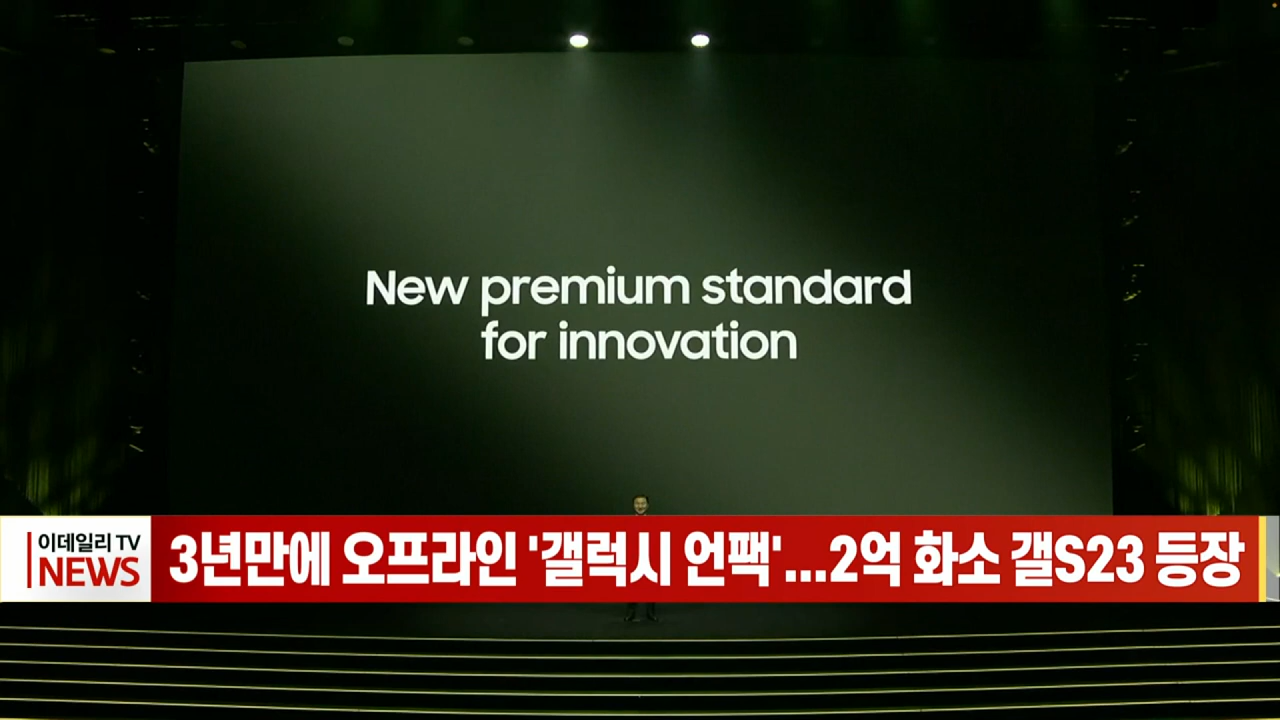 New premium standard
for innovation
이데일리 TV
NEWS
3년만에 오프라인 '갤럭시 언팩'...2억 화소 갤S23 등장